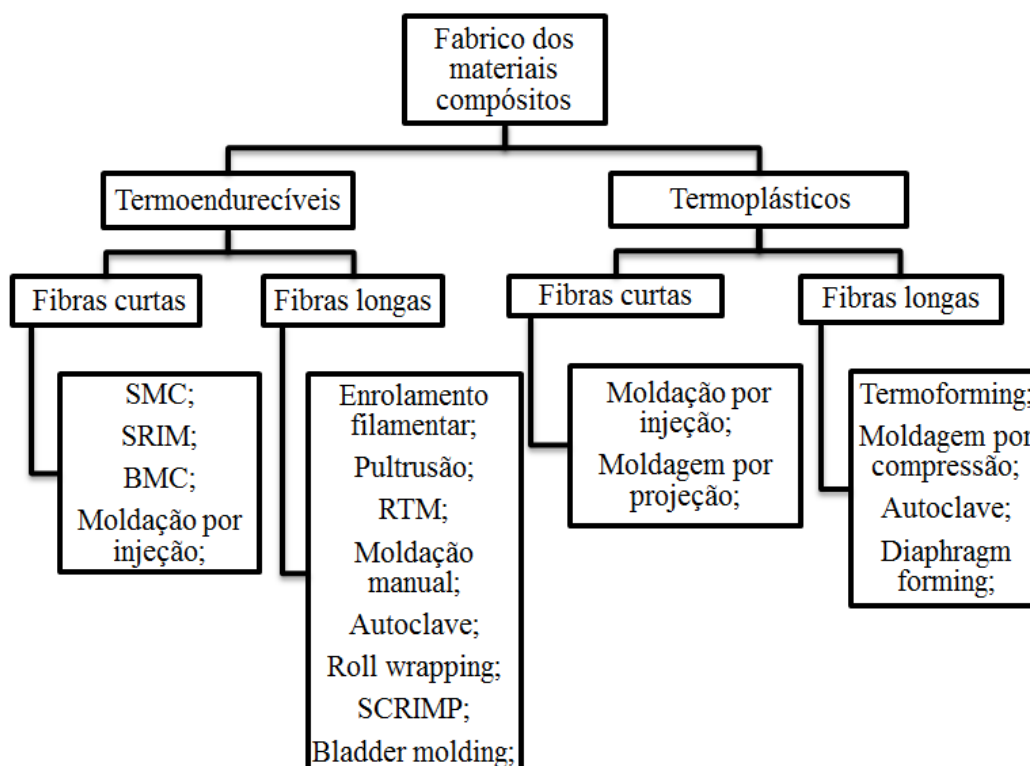 Fabrico dos
materiais
compósitos
Termoendurecíveis
Termoplásticos
Fibras curtas
Fibras longas
Fibras curtas
Fibras longas
SMC;
SRIM;
BMC;
Moldação por
injeção;
Enrolamento
filamentar;
Pultrusão;
RTM;
Moldação
manual;
Autoclave;
Roll wrapping;
SCRIMP;
Bladder molding;
Moldação por
injeção;
Moldagem por
projeção;
Termoforming;
Moldagem por
compressão;
Autoclave;
Diaphragm
forming;